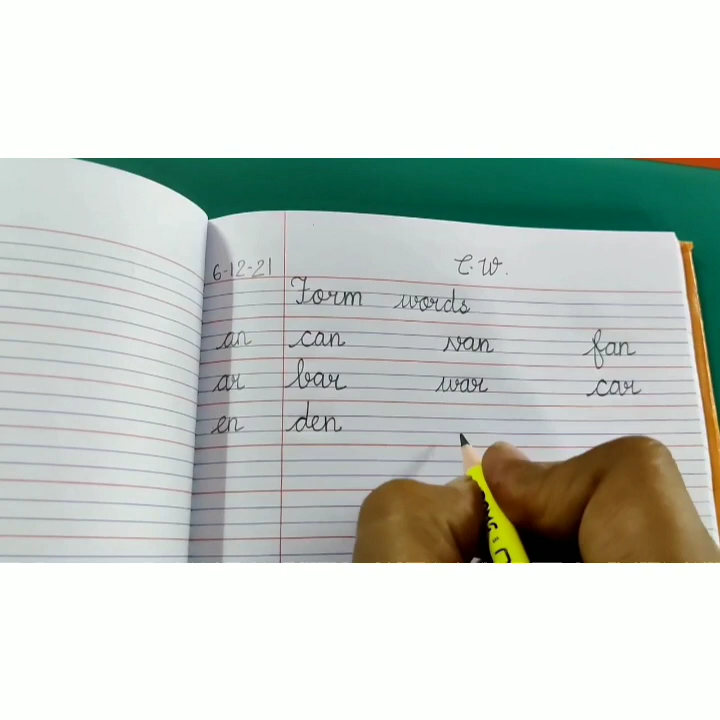 6-12-21 C.W.
Form words
an can van fan
ar bar war car
en den